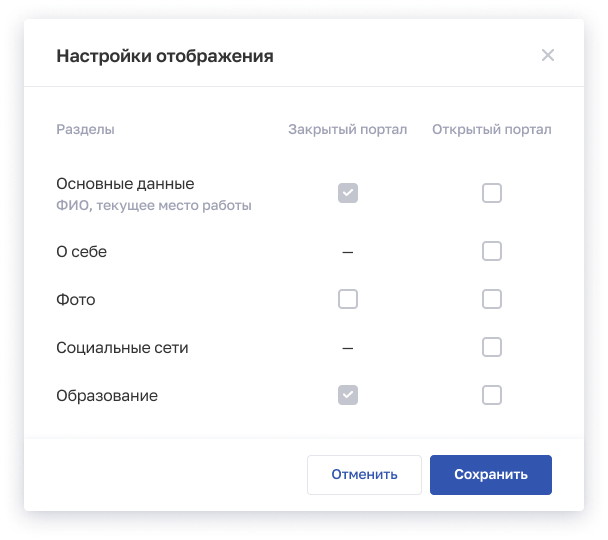 Настройки отображения
Разделы Закрытый портал Открытый портал
Основные данные
ФИО, текущее место работы
О себе —
Фото
Социальные сети —
Образование
Отменить Сохранить